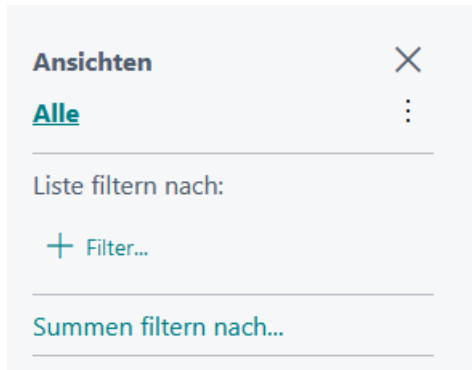 Ansichten
Alle
Liste filtern nach:
Filter...
Summen filtern nach...